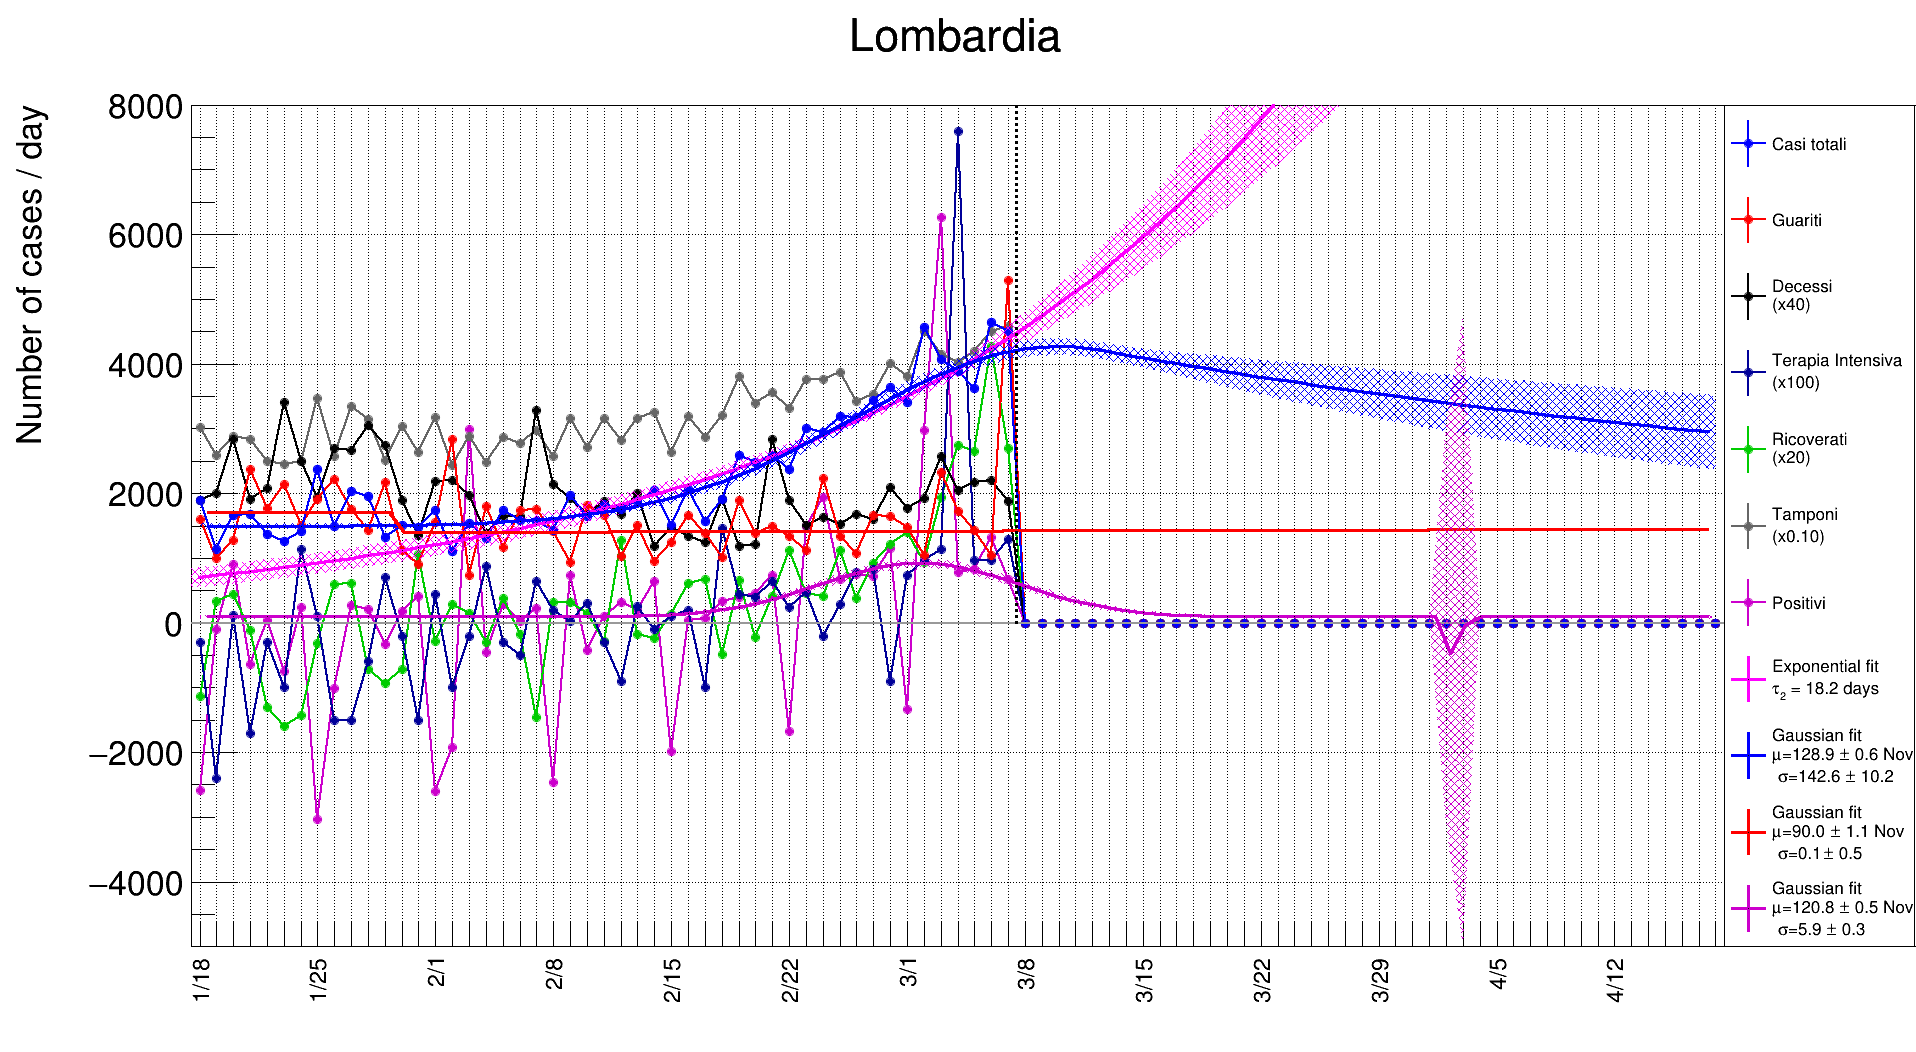 Lombardia
Number of cases / day
8000
6000
4000
2000
0
−2000
−4000
1/18
1/25
2/1
2/8
2/15
2/22
3/1
3/8
3/15
3/22
3/29
4/5
4/12
Casi totali
Guariti
Decessi
(x40)
Terapia Intensiva
(x100)
Ricoverati
(x20)
Tamponi
(x0.10)
Positivi
Exponential fit
τ2 = 18.2 days
Gaussian fit
μ=128.9 ± 0.6 Nov
σ=142.6 ± 10.2
Gaussian fit
μ=90.0 ± 1.1 Nov
σ=0.1 ± 0.5
Gaussian fit
μ=120.8 ± 0.5 Nov
σ=5.9 ± 0.3